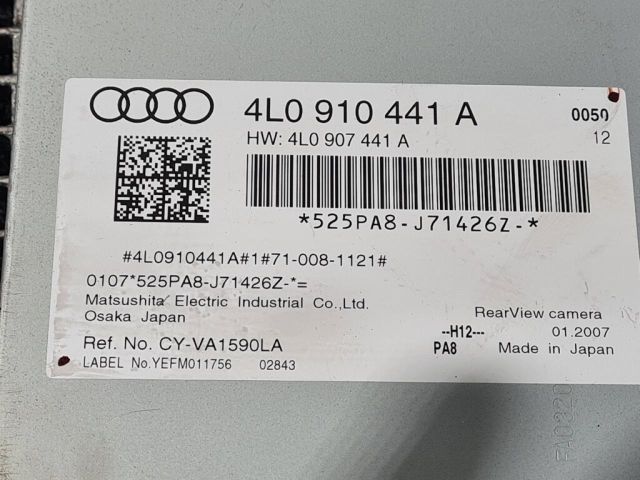 4L0 910 441 A
0050
HW: 4L0 907 441 A
12
*525PA8-J71426Z-*
#4L0910441A#1#71-008-1121#
0107*525PA8-J71426Z-*=
Matsushita Electric Industrial Co.,Ltd.
Osaka Japan
RearView camera
--H12--- 01.2007
Ref. No. CY-VA1590LA
PA8 Made in Japan
LABEL No.YEFM011756 02843